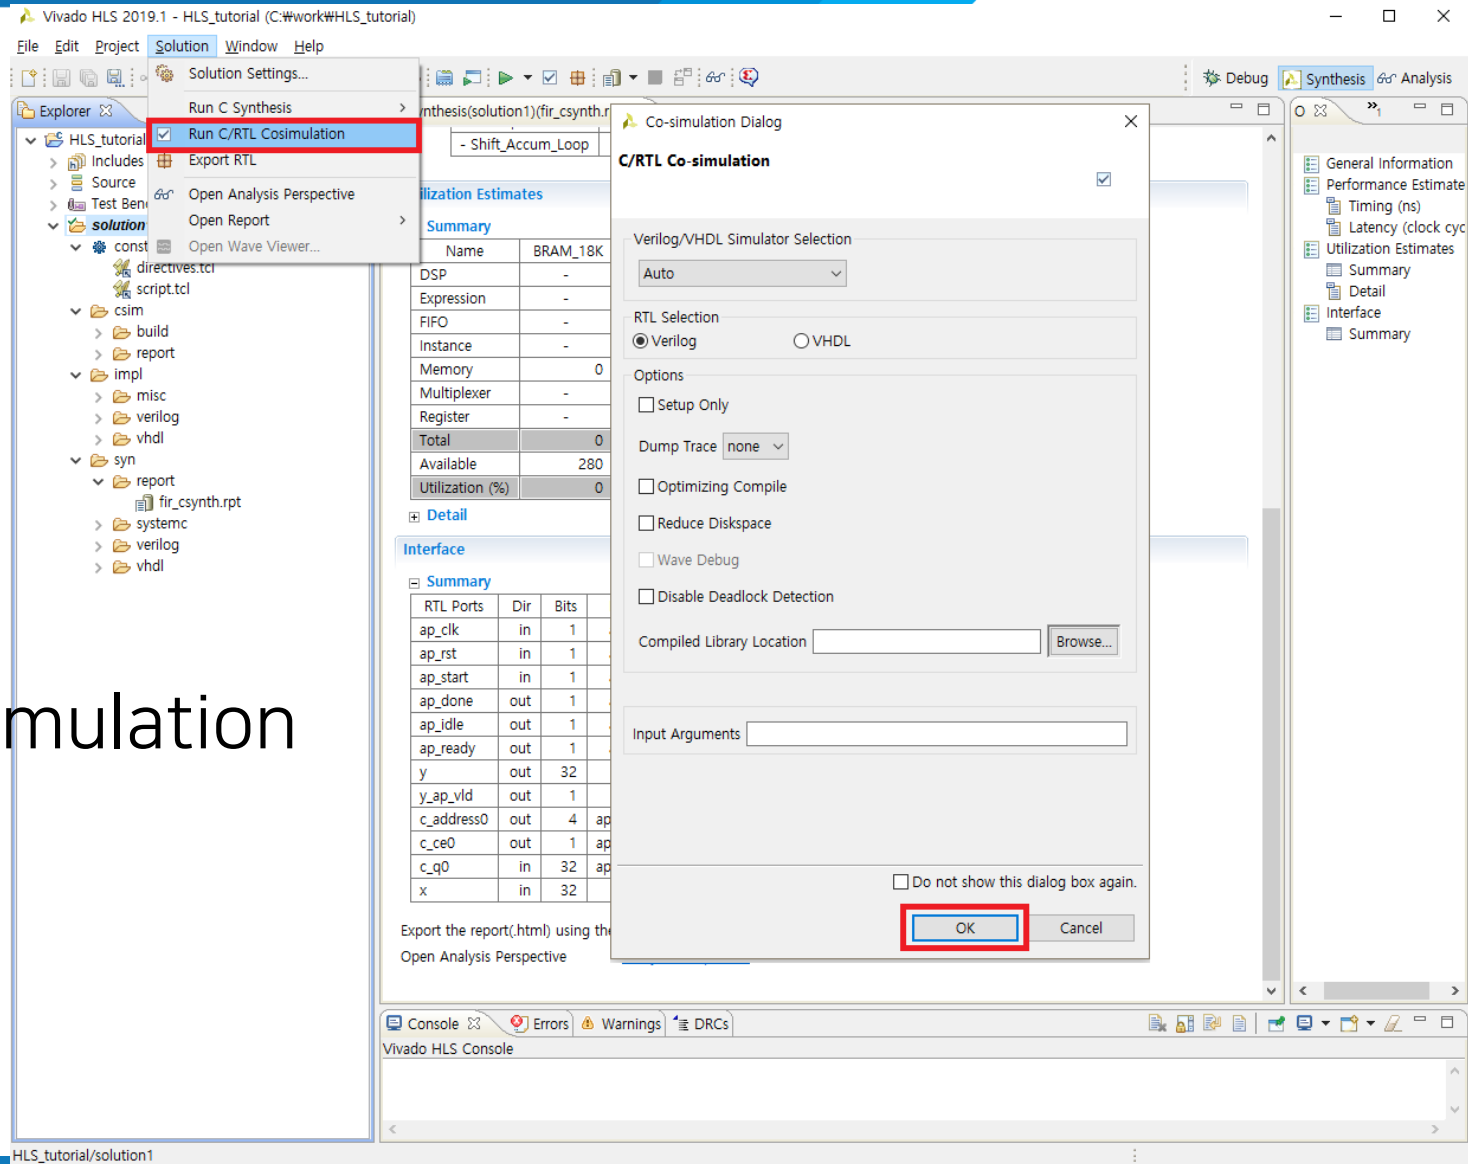 Vivado HLS 2019.1 - HLS_tutorial (C:₩work₩HLS_tutorial)
File Edit Project Solution Window Help
Solution Settings...
Run C Synthesis
Run C/RTL Cosimulation
Export RTL
Open Analysis Perspective
Open Report
Open Wave Viewer...
Debug Synthesis Analysis
Explorer
HLS_tutorial
Includes
Source
Test Ben
solution
const
directives.tcl
script.tcl
csim
build
report
impl
misc
verilog
vhdl
syn
report
fir_csynth.rpt
systemc
verilog
vhdl
mulation
nthesis(solution1)(fir_csynth.r
- Shift_Accum_Loop
ilization Estimates
Summary
Name BRAM_18K
DSP -
Expression -
FIFO -
Instance -
Memory 0
Multiplexer -
Register -
Total 0
Available 280
Utilization (%) 0
Detail
Interface
Summary
RTL Ports Dir Bits
ap_clk in 1
ap_rst in 1
ap_start in 1
ap_done out 1
ap_idle out 1
ap_ready out 1
y out 32
y_ap_vld out 1
c_address0 out 4 ap
c_ce0 out 1 ap
c_q0 in 32 ap
x in 32
Export the report(.html) using the
Open Analysis Perspective
Co-simulation Dialog
C/RTL Co-simulation
Verilog/VHDL Simulator Selection
Auto
RTL Selection
Verilog VHDL
Options
Setup Only
Dump Trace none
Optimizing Compile
Reduce Diskspace
Wave Debug
Disable Deadlock Detection
Compiled Library Location Browse...
Input Arguments
Do not show this dialog box again.
OK Cancel
O
General Information
Performance Estimate
Timing (ns)
Latency (clock cyc
Utilization Estimates
Summary
Detail
Interface
Summary
Console Errors Warnings DRCs
Vivado HLS Console
HLS_tutorial/solution1